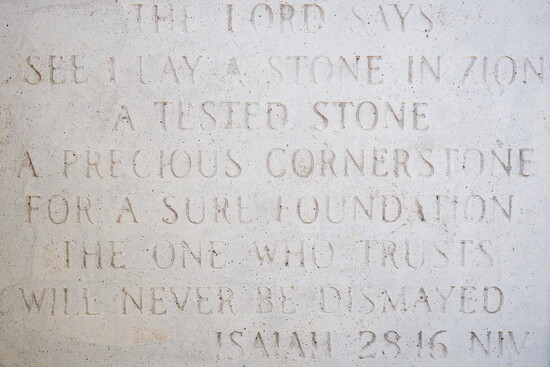 THE LORD SAYS
SEE I LAY A STONE IN ZION
A TESTED STONE
A PRECIOUS CORNERSTONE
FOR A SURE FOUNDATION
THE ONE WHO TRUSTS
WILL NEVER BE DISMAYED
ISAIAH 28 16 NIV